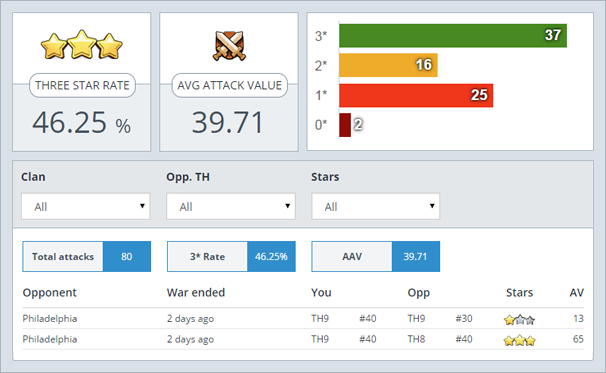 THREE STAR RATE
46.25 %
AVG ATTACK VALUE
39.71
3* 37
2* 16
1* 25
0* 2
Clan Opp. TH Stars
All All All
Total attacks 80 3* Rate 46.25% AAV 39.71
Opponent War ended You Opp Stars AV
Philadelphia 2 days ago TH9 #40 TH9 #30 13
Philadelphia 2 days ago TH9 #40 TH8 #40 65